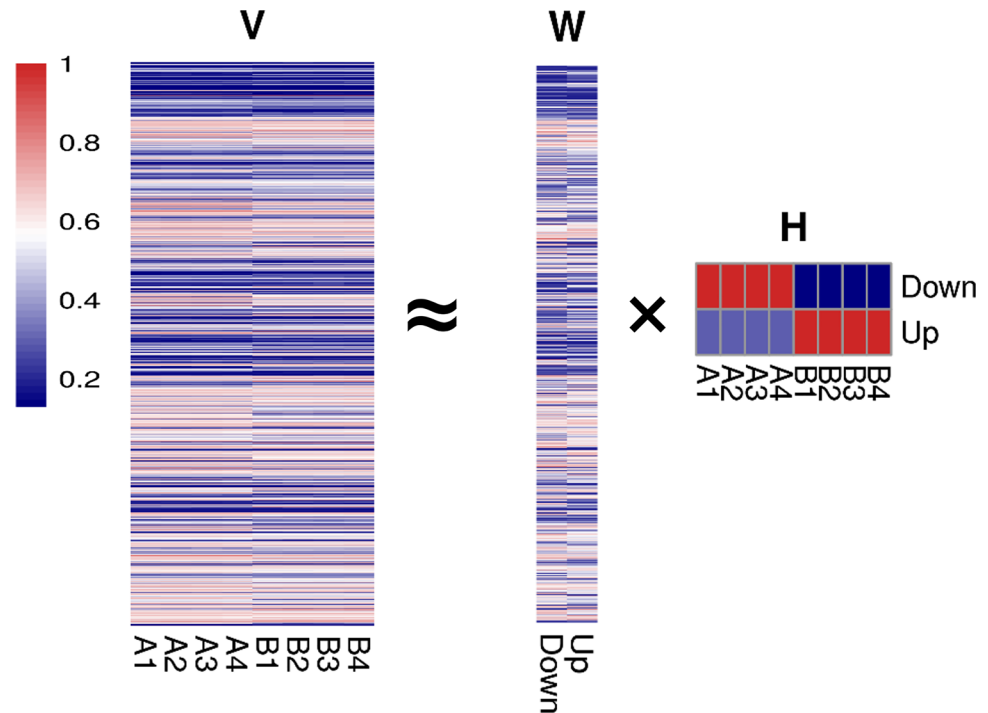 V
W
1
0.8
0.6
0.4
0.2
≈
×
H
Down
Up
A1 A2 A3 A4 B1 B2 B3 B4
A1 A2 A3 A4 B1 B2 B3 B4
Down Up